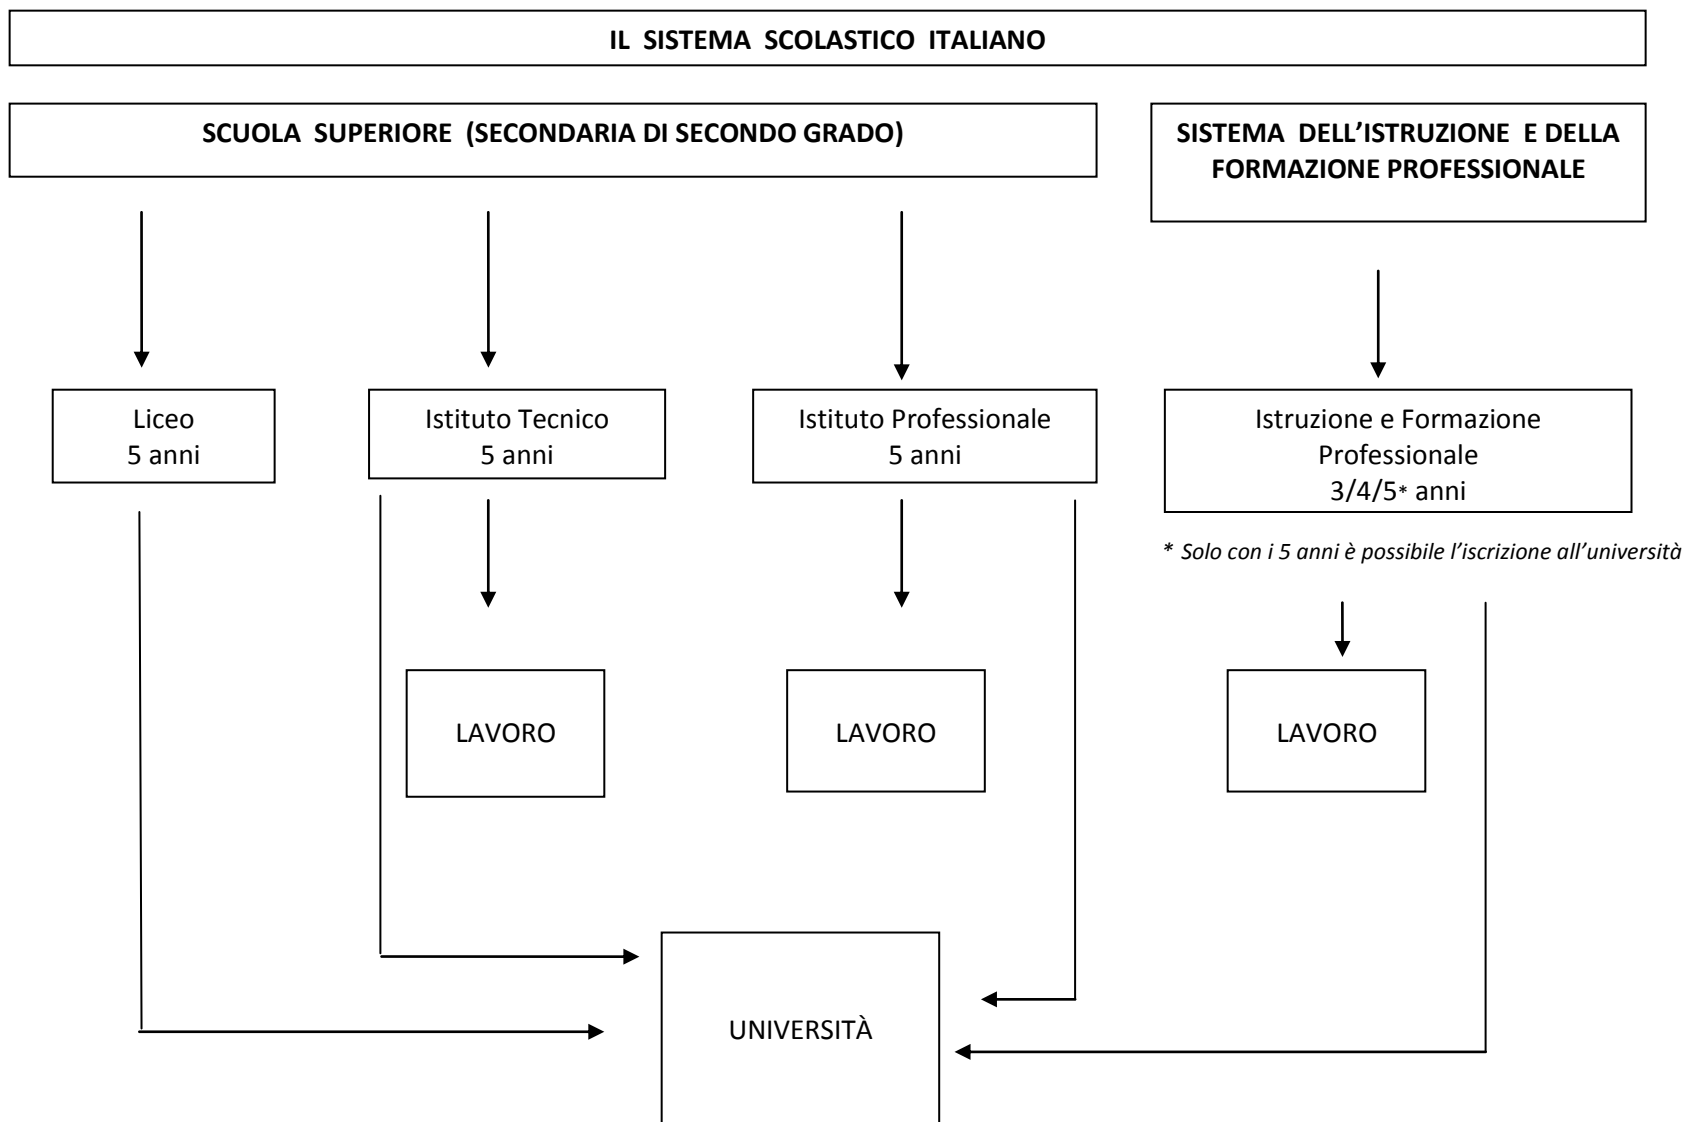 IL SISTEMA SCOLASTICO ITALIANO
SCUOLA SUPERIORE (SECONDARIA DI SECONDO GRADO)
SISTEMA DELL’ISTRUZIONE E DELLA
FORMAZIONE PROFESSIONALE
Liceo
5 anni
Istituto Tecnico
5 anni
Istituto Professionale
5 anni
Istruzione e Formazione
Professionale
3/4/5* anni
* Solo con i 5 anni è possibile l’iscrizione all’università
LAVORO
LAVORO
LAVORO
UNIVERSITÀ